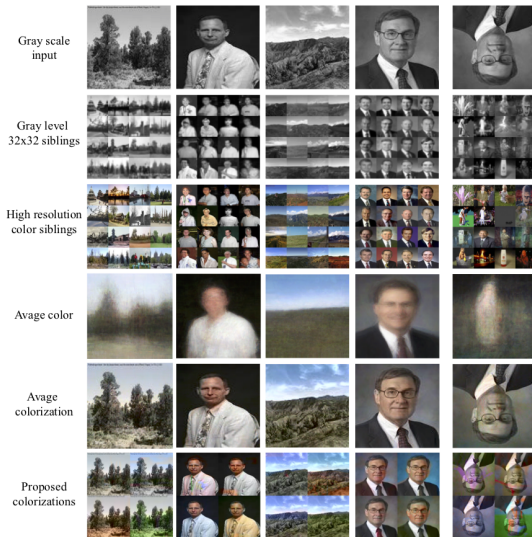 Gray scale
input
Gray level
32x32 siblings
High resolution
color siblings
Avage color
Avage
colorization
Proposed
colorizations